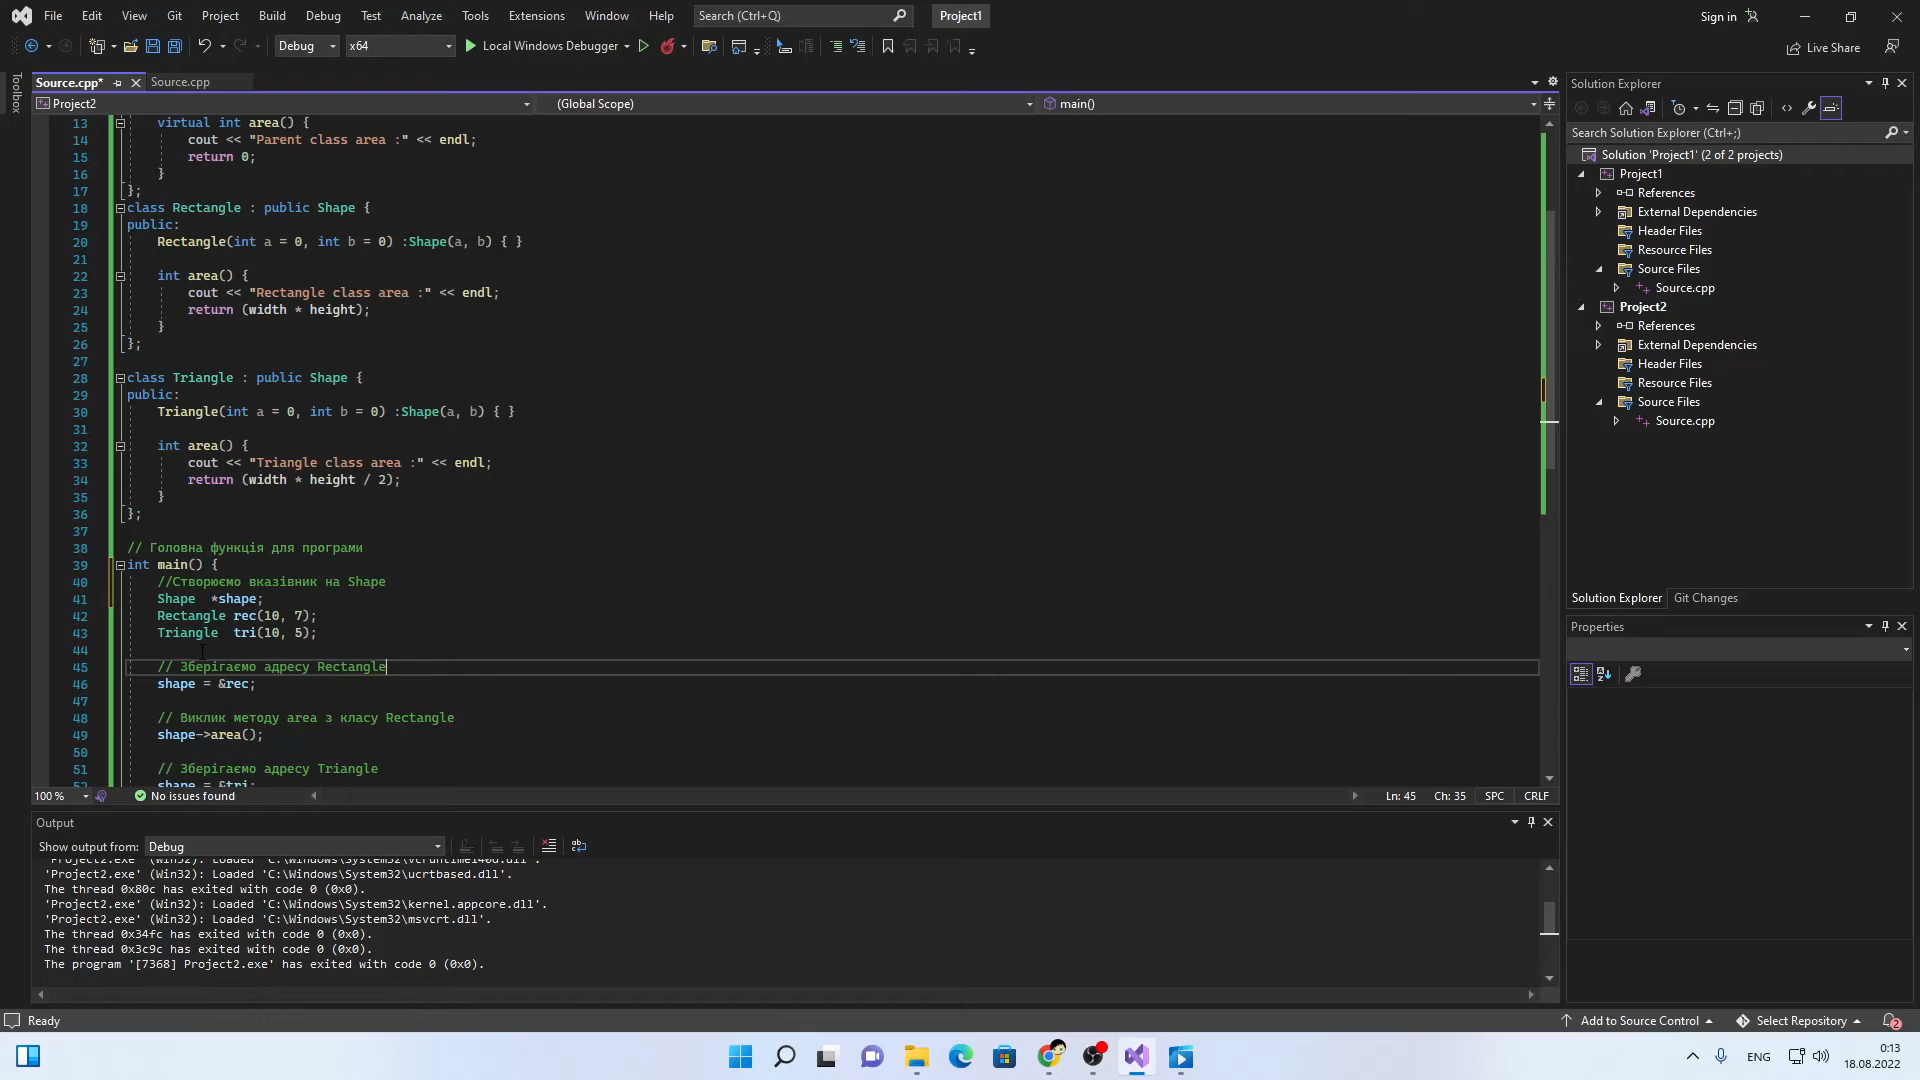 File Edit View Git Project Build Debug Test Analyze Tools Extensions Window Help Search (Ctrl+Q) Project1 Sign in
Debug x64 Local Windows Debugger Live Share
Toolbox
Source.cpp* Source.cpp
Project2 (Global Scope) main()
13 virtual int area() {
14 cout << "Parent class area :" << endl;
15 return 0;
16 }
17 };
18 class Rectangle : public Shape {
19 public:
20 Rectangle(int a = 0, int b = 0) :Shape(a, b) { }
21
22 int area() {
23 cout << "Rectangle class area :" << endl;
24 return (width * height);
25 }
26 };
27
28 class Triangle : public Shape {
29 public:
30 Triangle(int a = 0, int b = 0) :Shape(a, b) { }
31
32 int area() {
33 cout << "Triangle class area :" << endl;
34 return (width * height / 2);
35 }
36 };
37
38 // Головна функція для програми
39 int main() {
40 //Створюємо вказівник на Shape
41 Shape *shape;
42 Rectangle rec(10, 7);
43 Triangle tri(10, 5);
44
45 // Зберігаємо адресу Rectangle
46 shape = &rec;
47
48 // Виклик методу area з класу Rectangle
49 shape->area();
50
51 // Зберігаємо адресу Triangle
52 shape = &tri;
100 % No issues found Ln: 45 Ch: 35 SPC CRLF
Output
Show output from: Debug
'Project2.exe' (Win32): Loaded 'C:\Windows\System32\vcruntime140d.dll'.
'Project2.exe' (Win32): Loaded 'C:\Windows\System32\ucrtbased.dll'.
The thread 0x80c has exited with code 0 (0x0).
'Project2.exe' (Win32): Loaded 'C:\Windows\System32\kernel.appcore.dll'.
'Project2.exe' (Win32): Loaded 'C:\Windows\System32\msvcrt.dll'.
The thread 0x34fc has exited with code 0 (0x0).
The thread 0x3c9c has exited with code 0 (0x0).
The program '[7368] Project2.exe' has exited with code 0 (0x0).
Solution Explorer
Search Solution Explorer (Ctrl+;)
Solution 'Project1' (2 of 2 projects)
Project1
References
External Dependencies
Header Files
Resource Files
Source Files
Source.cpp
Project2
References
External Dependencies
Header Files
Resource Files
Source Files
Source.cpp
Solution Explorer Git Changes
Properties
Ready Add to Source Control Select Repository 2
ENG 0:13
18.08.2022